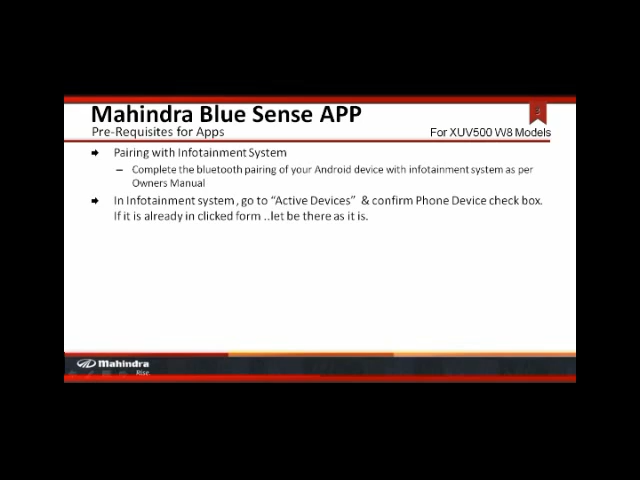 Mahindra Blue Sense APP
3
Pre-Requisites for Apps
For XUV500 W8 Models
Pairing with Infotainment System
– Complete the bluetooth pairing of your Android device with infotainment system as per
Owners Manual
In Infotainment system , go to "Active Devices" & confirm Phone Device check box.
If it is already in clicked form ..let be there as it is.
Mahindra
Rise.